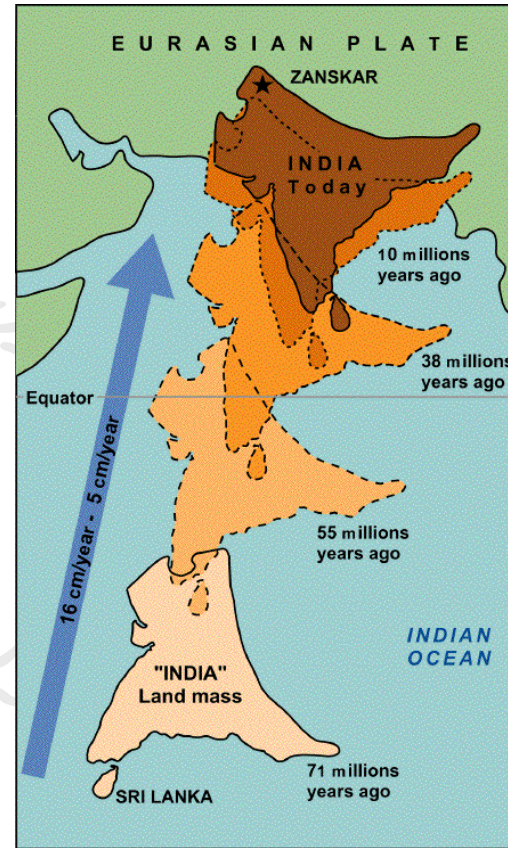 EURASIAN PLATE
ZANSKAR
INDIA
Today
10 millions
years ago
38 millions
years ago
Equator
16 cm/year - 5 cm/year
55 millions
years ago
INDIAN
OCEAN
"INDIA"
Land mass
71 millions
years ago
SRI LANKA